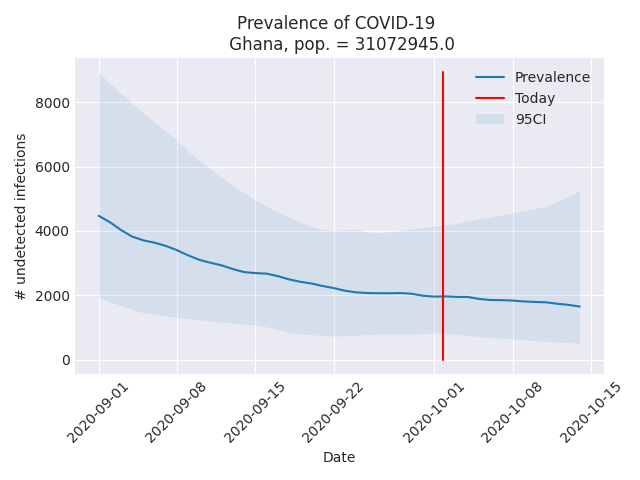 Prevalence of COVID-19
Ghana, pop. = 31072945.0
Prevalence
Today
95CI
# undetected infections
8000
6000
4000
2000
0
2020-09-01
2020-09-08
2020-09-15
2020-09-22
2020-10-01
2020-10-08
2020-10-15
Date